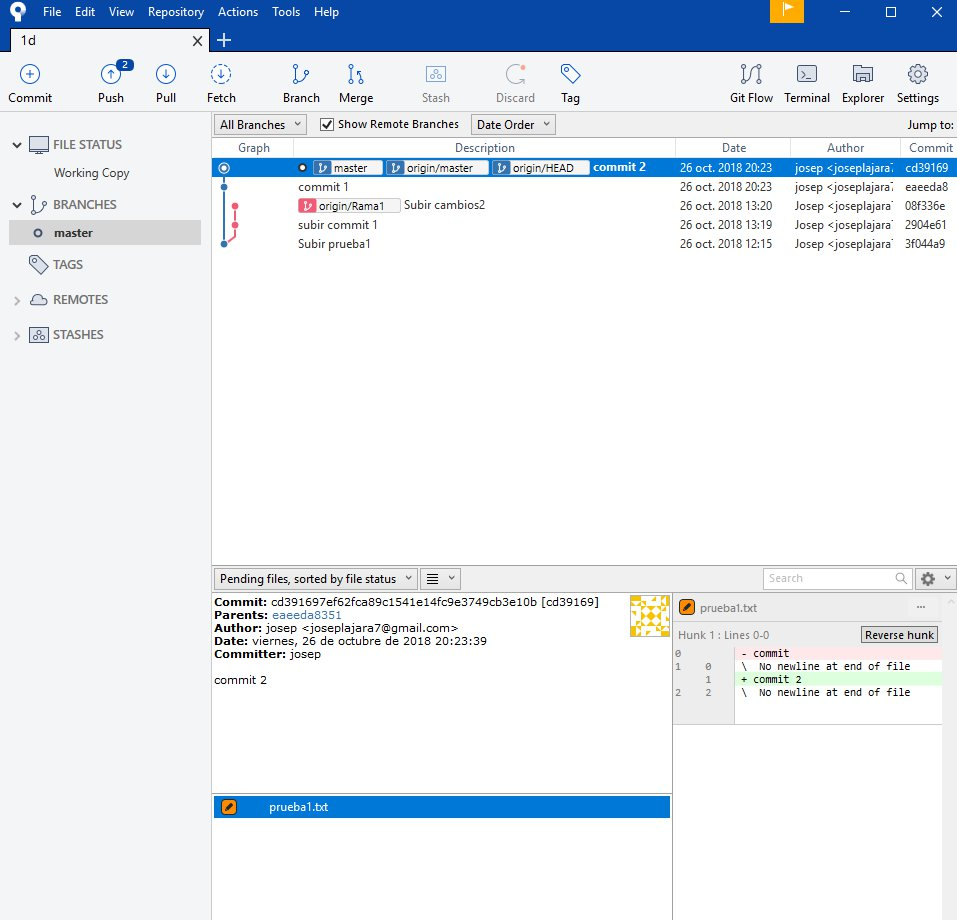 File Edit View Repository Actions Tools Help
1d
2
Commit Push Pull Fetch Branch Merge Stash Discard Tag Git Flow Terminal Explorer Settings
All Branches Show Remote Branches Date Order Jump to:
Graph Description Date Author Commit
master origin/master origin/HEAD commit 2 26 oct. 2018 20:23 josep <joseplajara7 cd39169
commit 1 26 oct. 2018 20:23 josep <joseplajara7 eaeeda8
origin/Rama1 Subir cambios2 26 oct. 2018 13:20 Josep <joseplajara 08f336e
subir commit 1 26 oct. 2018 13:19 Josep <joseplajara 2904e61
Subir prueba1 26 oct. 2018 12:15 Josep <joseplajara 3f044a9
FILE STATUS
Working Copy
BRANCHES
master
TAGS
REMOTES
STASHES
Pending files, sorted by file status Search
Commit: cd391697ef62fca89c1541e14fc9e3749cb3e10b [cd39169]
Parents: eaeeda8351
Author: josep <joseplajara7@gmail.com>
Date: viernes, 26 de octubre de 2018 20:23:39
Committer: josep
commit 2
prueba1.txt
prueba1.txt ...
Hunk 1 : Lines 0-0 Reverse hunk
0 - commit
1 0 \ No newline at end of file
1 + commit 2
2 2 \ No newline at end of file